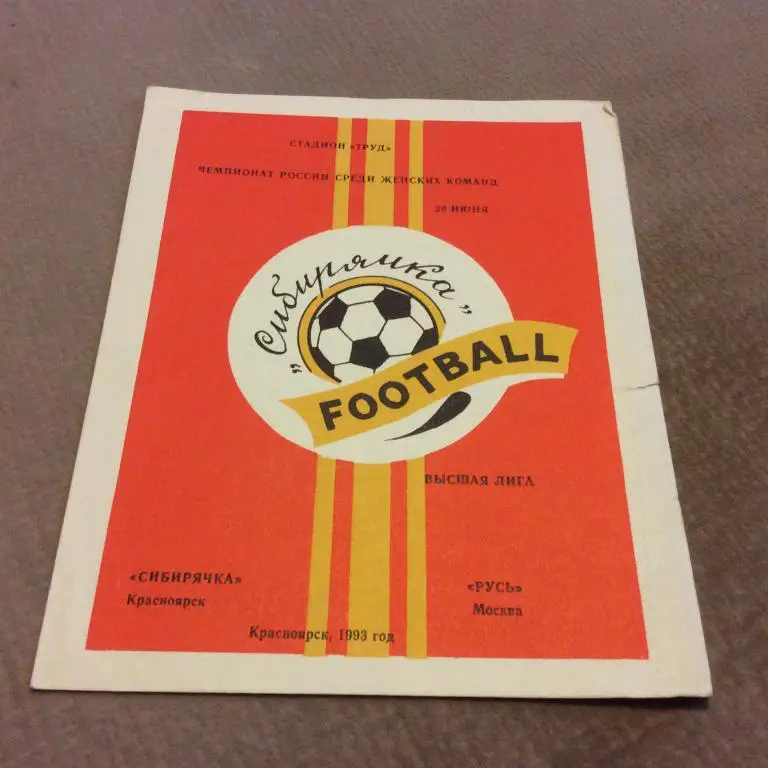 СТАДИОН «ТРУД»
ЧЕМПИОНАТ РОССИИ СРЕДИ ЖЕНСКИХ КОМАНД
20 ИЮНЯ
„Сибирячка”
FOOTBALL
ВЫСШАЯ ЛИГА
«СИБИРЯЧКА»
Красноярск
«РУСЬ»
Москва
Красноярск, 1993 год